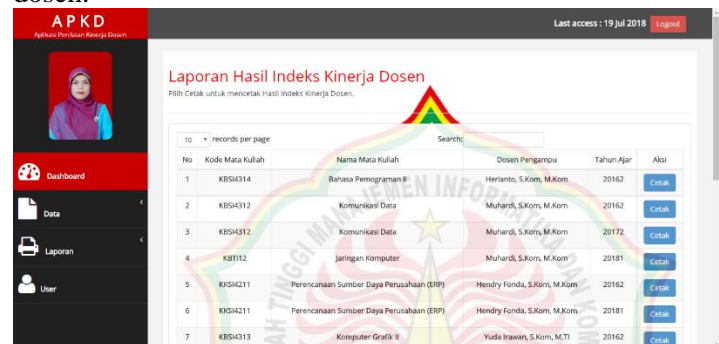 dosen.
APKD
Aplikasi Penilaian Kinerja Dosen
Last access : 19 Jul 2018 Logout
Laporan Hasil Indeks Kinerja Dosen
Pilih Cetak untuk mencetak Hasil Indeks Kinerja Dosen.
10 records per page Search:
No Kode Mata Kuliah Nama Mata Kuliah Dosen Pengampu Tahun Ajar Aksi
1 KBSI4314 Bahasa Pemograman II Herianto, S.Kom, M.Kom 20162 Cetak
2 KBSI4312 Komunikasi Data Muhardi, S.Kom, M.Kom 20162 Cetak
3 KBSI4312 Komunikasi Data Muhardi, S.Kom, M.Kom 20172 Cetak
4 KBTI12 Jaringan Komputer Muhardi, S.Kom, M.Kom 20181 Cetak
5 KKSI4211 Perencanaan Sumber Daya Perusahaan (ERP) Hendry Fonda, S.Kom, M.Kom 20162 Cetak
6 KKSI4211 Perencanaan Sumber Daya Perusahaan (ERP) Hendry Fonda, S.Kom, M.Kom 20181 Cetak
7 KBSI4313 Komputer Grafik II Yuda Irawan, S.Kom, M.TI 20162 Cetak
Dashboard
Data
Laporan
User
MANAJEMEN INFORMATIKA